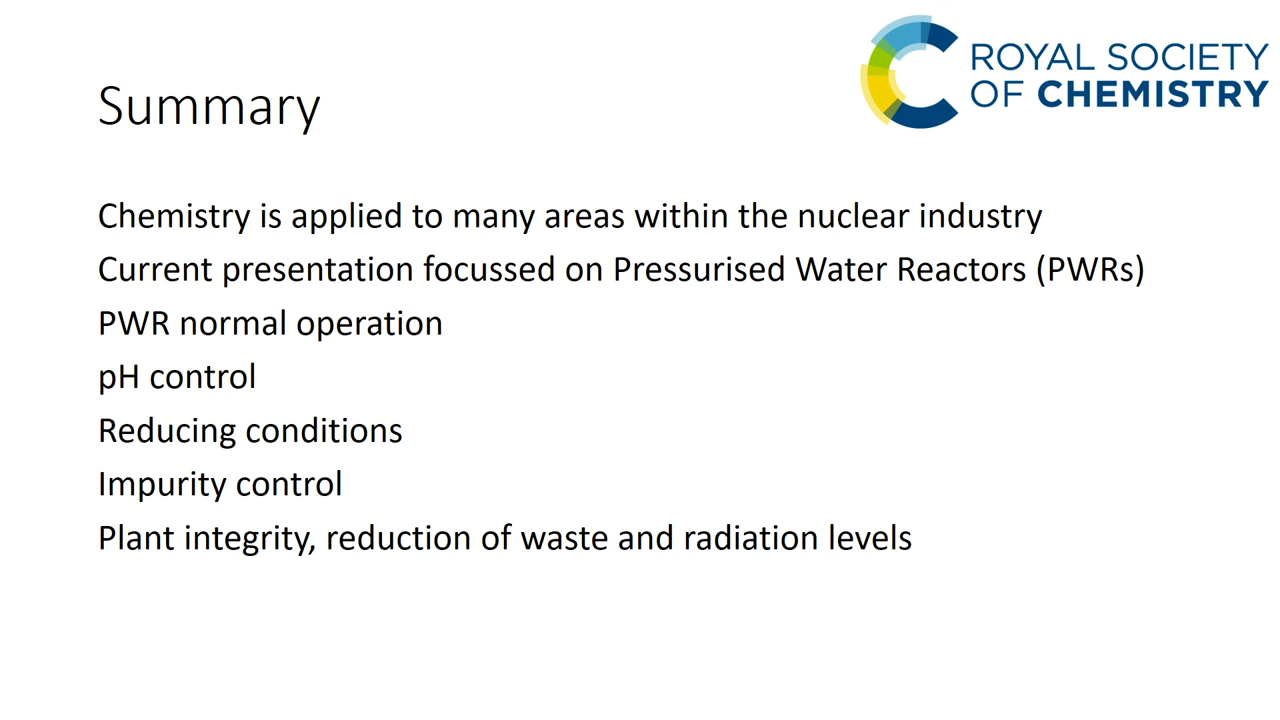 ROYAL SOCIETY
OF CHEMISTRY
Summary
Chemistry is applied to many areas within the nuclear industry
Current presentation focussed on Pressurised Water Reactors (PWRs)
PWR normal operation
pH control
Reducing conditions
Impurity control
Plant integrity, reduction of waste and radiation levels